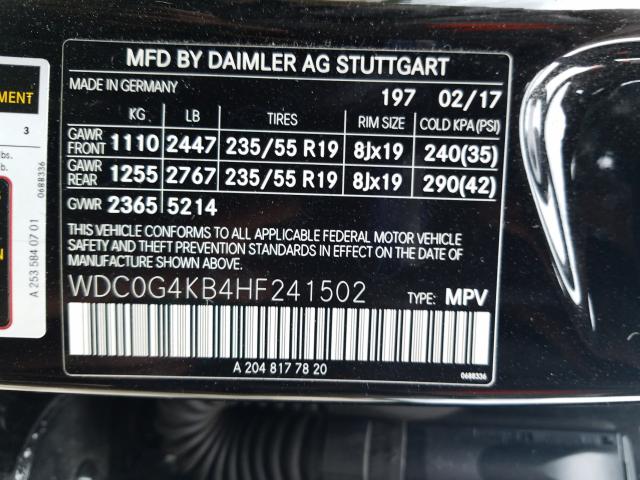 MFD BY DAIMLER AG STUTTGART
MADE IN GERMANY 197 02/17
KG LB TIRES RIM SIZE COLD KPA(PSI)
GAWR FRONT 1110 2447 235/55 R19 8Jx19 240(35)
GAWR REAR 1255 2767 235/55 R19 8Jx19 290(42)
GWR 2365 5214
THIS VEHICLE CONFORMS TO ALL APPLICABLE FEDERAL MOTOR VEHICLE
SAFETY AND THEFT PREVENTION STANDARDS IN EFFECT ON THE DATE OF
MANUFACTURE SHOWN ABOVE
WDC0G4KB4HF241502 TYPE: MPV
A 204 817 78 20
0688336
MENT
3
lbs.
0688336
A 253 584 07 01